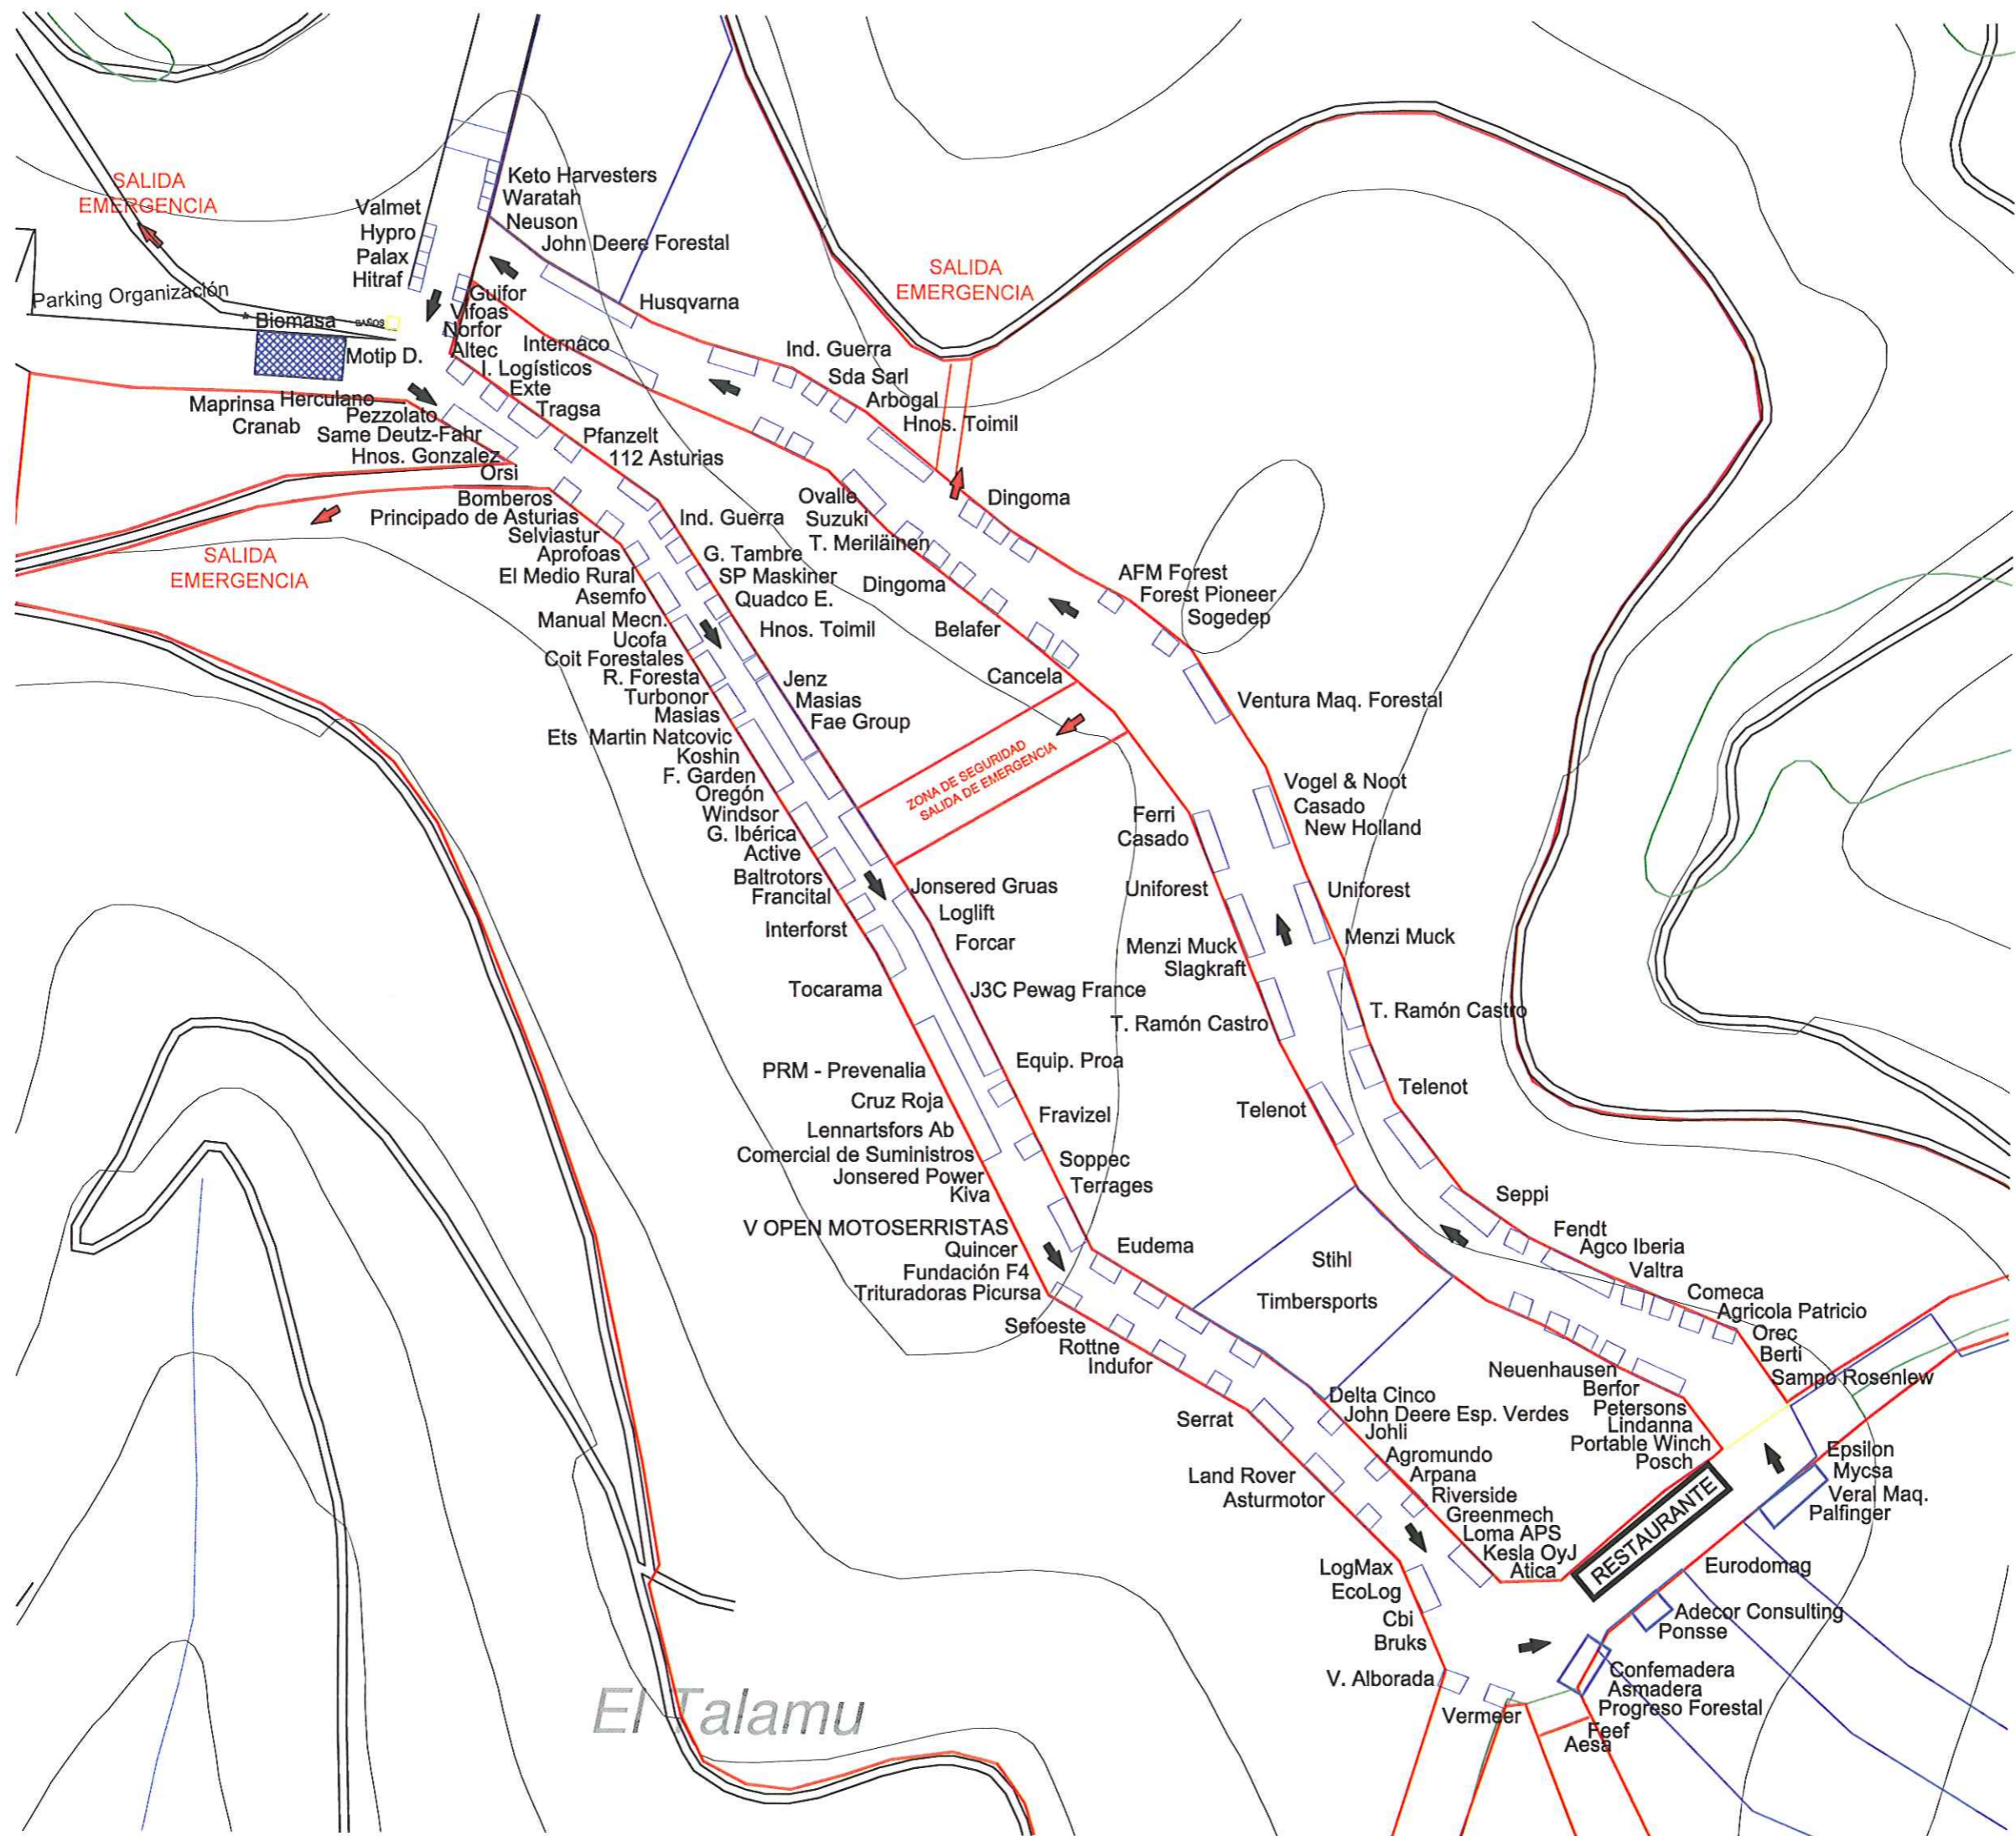 SALIDA
EMERGENCIA
Valmet
Hypro
Palax
Hitraf
Keto Harvesters
Waratah
Neuson
John Deere Forestal
Husqvarna
SALIDA
EMERGENCIA
Parking Organización
* Biomasa
BAÑOS
Motip D.
Guifor
Vifoas
Norfor
Altec
Internaco
I. Logísticos
Exte
Tragsa
Pfanzelt
112 Asturias
Ind. Guerra
Sda Sarl
Arbogal
Hnos. Toimil
Maprinsa
Herculano
Cranab
Pezzolato
Same Deutz-Fahr
Hnos. Gonzalez
Orsi
Bomberos
Principado de Asturias
Selviastur
Aprofoas
El Medio Rural
Asemfo
Manual Mecn.
Ucofa
Coit Forestales
R. Foresta
Turbonor
Masias
Ets Martin Natcovic
Koshin
F. Garden
Oregón
Windsor
G. Ibérica
Active
Baltrotors
Francital
Interforst
Tocarama
PRM - Prevenalia
Cruz Roja
Lennartsfors Ab
Comercial de Suministros
Jonsered Power
Kiva
V OPEN MOTOSERRISTAS
Quincer
Fundación F4
Trituradoras Picursa
Sefoeste
Rottne
Indufor
Serrat
Land Rover
Asturmotor
LogMax
EcoLog
Cbi
Bruks
V. Alborada
Vermeer
SALIDA
EMERGENCIA
Ind. Guerra
G. Tambre
SP Maskiner
Quadco E.
Hnos. Toimil
Jenz
Masias
Fae Group
ZONA DE SEGURIDAD
SALIDA DE EMERGENCIA
Jonsered Gruas
Loglift
Forcar
J3C Pewag France
Equip. Proa
Fravizel
Soppec
Terrages
Eudema
Stihl
Timbersports
Delta Cinco
John Deere Esp. Verdes
Johli
Agromundo
Arpana
Riverside
Greenmech
Loma APS
Kesla OyJ
Atica
Ovalle
Suzuki
T. Meriläinen
Dingoma
Belafer
Cancela
Ferri
Casado
Uniforest
Menzi Muck
Slagkraft
T. Ramón Castro
Telenot
Dingoma
AFM Forest
Forest Pioneer
Sogedep
Ventura Maq. Forestal
Vogel & Noot
Casado
New Holland
Uniforest
Menzi Muck
T. Ramón Castro
Telenot
Seppi
Fendt
Agco Iberia
Valtra
Comeca
Agricola Patricio
Orec
Berti
Sampo Rosenlew
Neuenhausen
Berfor
Petersons
Lindanna
Portable Winch
Posch
RESTAURANTE
Epsilon
Mycsa
Veral Maq.
Palfinger
Eurodomag
Adecor Consulting
Ponsse
Confemadera
Asmadera
Progreso Forestal
Feef
Aesa
El Talamu